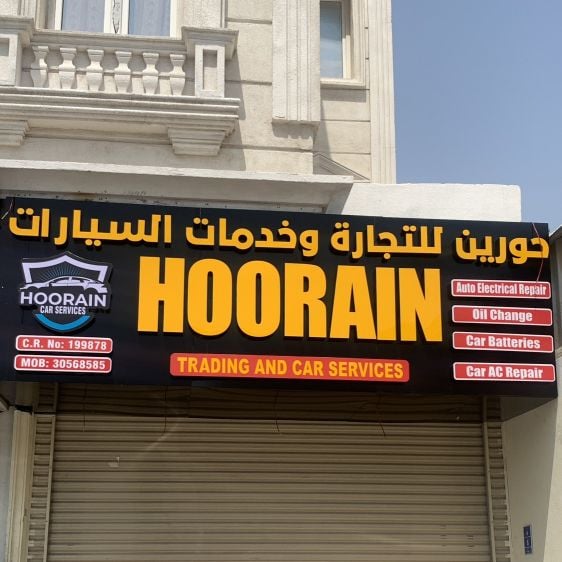 حورين للتجارة وخدمات السيارات
HOORAIN
TRADING AND CAR SERVICES
HOORAIN
CAR SERVICES
C.R. No: 199878
MOB: 30568585
Auto Electrical Repair
Oil Change
Car Batteries
Car AC Repair